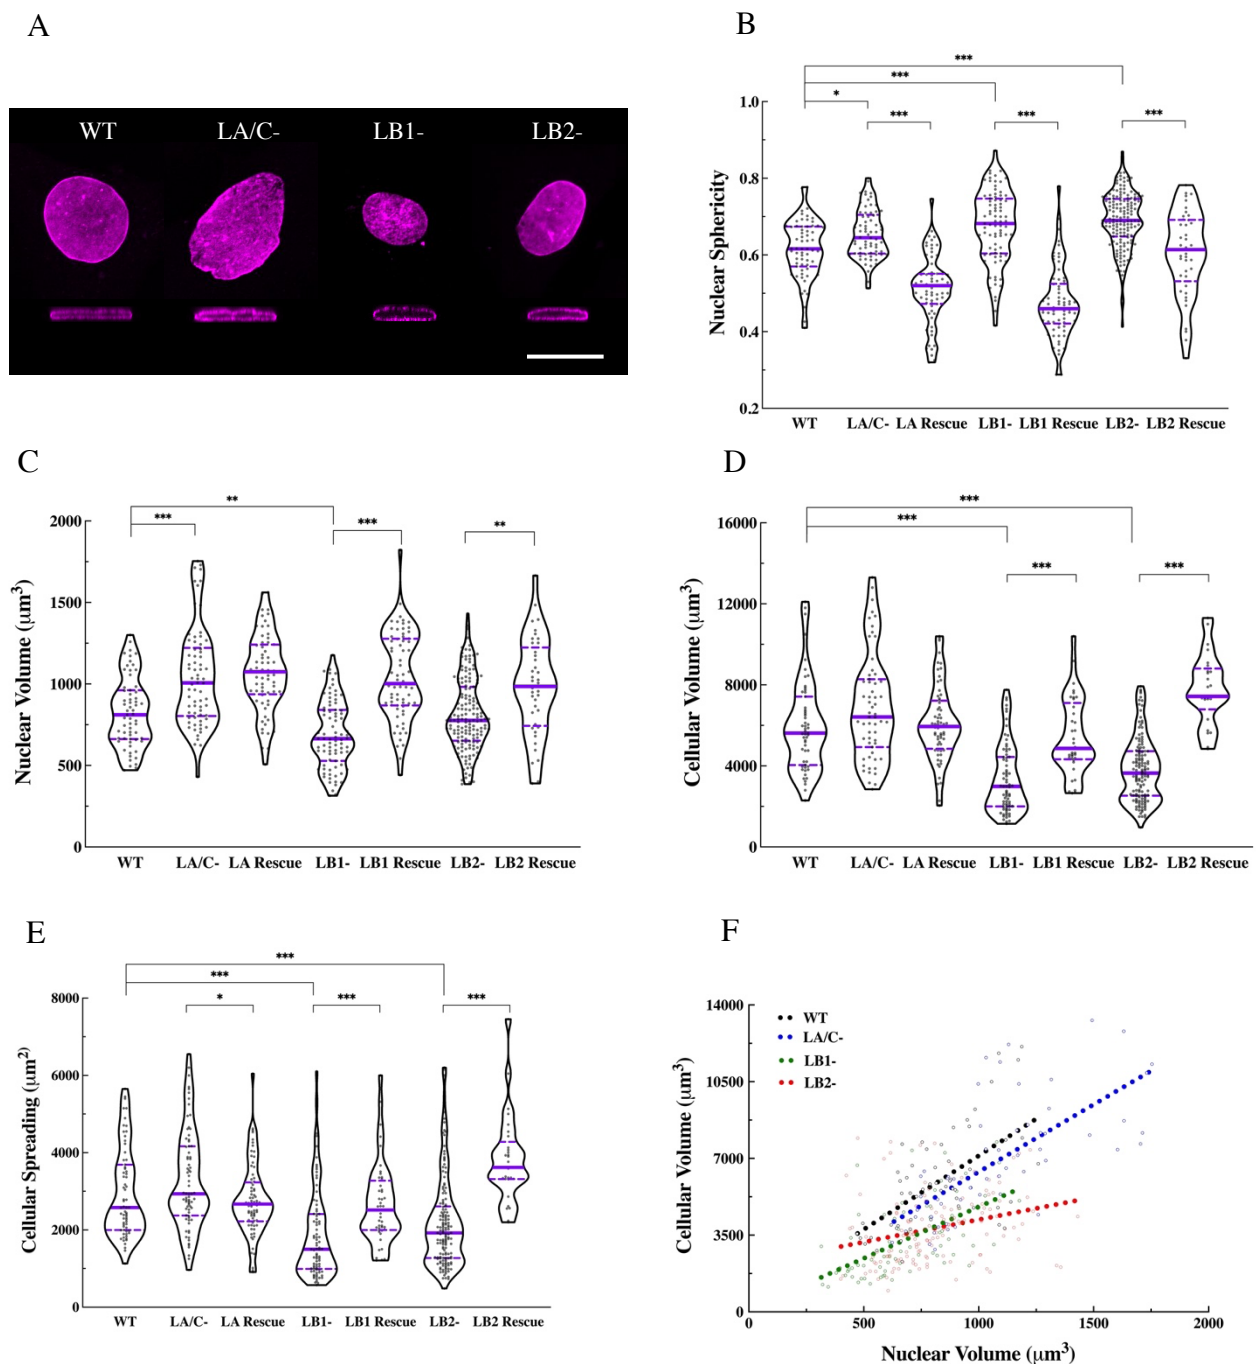 A
WT LA/C- LB1- LB2-
B
*** 
***
* *** *** ***
Nuclear Sphericity
1.0
0.8
0.6
0.4
0.2
WT LA/C- LA Rescue LB1- LB1 Rescue LB2- LB2 Rescue
C
**
*** *** **
Nuclear Volume (μm³)
2000
1500
1000
500
0
WT LA/C- LA Rescue LB1- LB1 Rescue LB2- LB2 Rescue
D
***
***
*** ***
Cellular Volume (μm³)
16000
12000
8000
4000
0
WT LA/C- LA Rescue LB1- LB1 Rescue LB2- LB2 Rescue
E
***
***
* *** ***
Cellular Spreading (μm²)
8000
6000
4000
2000
0
WT LA/C- LA Rescue LB1- LB1 Rescue LB2- LB2 Rescue
F
WT
LA/C-
LB1-
LB2-
Cellular Volume (μm³)
14000
10500
7000
3500
0
0 500 1000 1500 2000
Nuclear Volume (μm³)